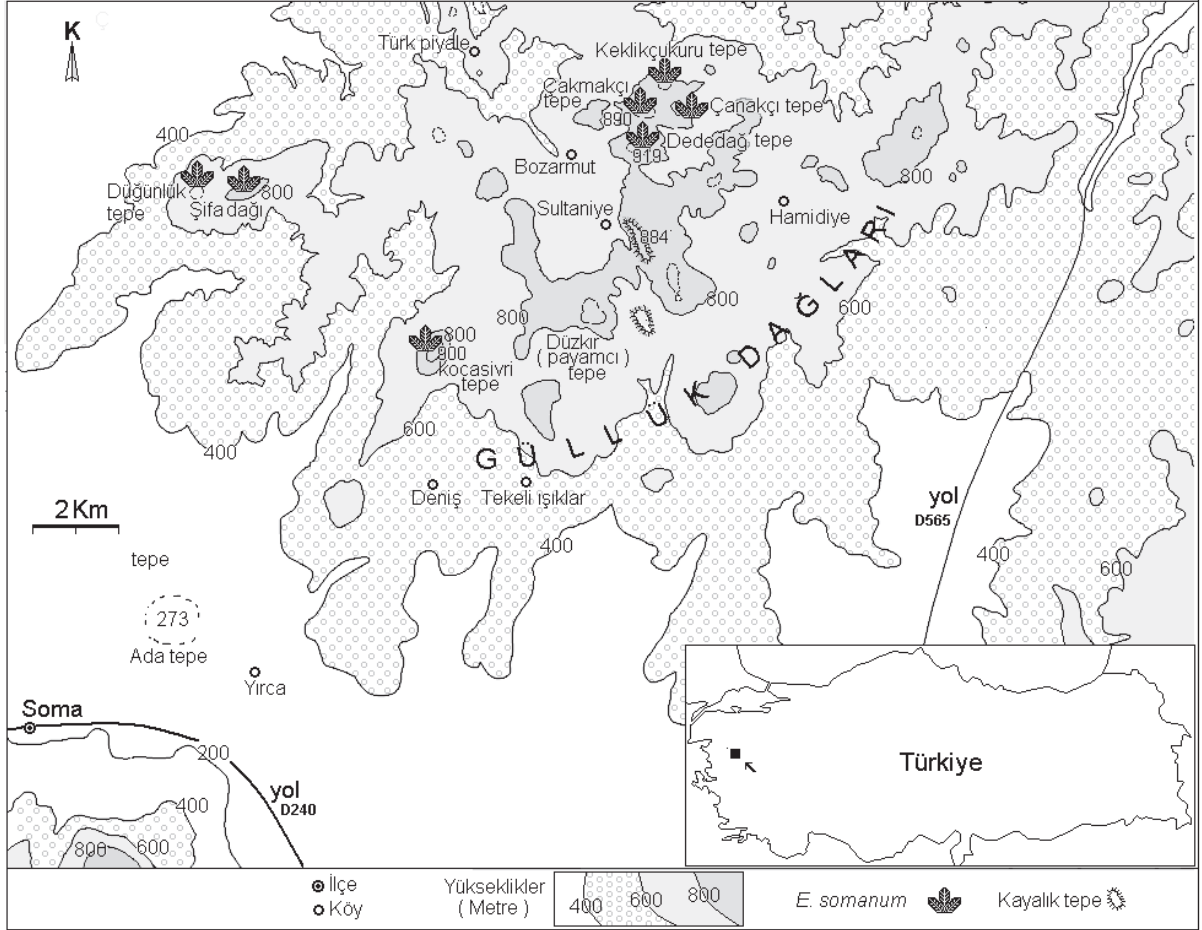 K
Türk piyale
Keklikçukuru tepe
Çakmakçı
tepe
Çanakçı tepe
890
400
Dededağ tepe
919
Bozarmut
800
Düğünlük
tepe
800
Şifa dağı
Sultaniye
Hamidiye
884
800
600
800
800
900
kocasivri
tepe
Düzkır
( payamcı )
tepe
GÜLLÜK DAĞLARI
600
400
Deniş
Tekeli ışıklar
2 Km
yol
D565
400
400
600
tepe
273
Ada tepe
Yırca
Soma
200
yol
D240
400
800
600
Türkiye
İlçe
Köy
Yükseklikler
( Metre )
400
600
800
E. somanum
Kayalık tepe